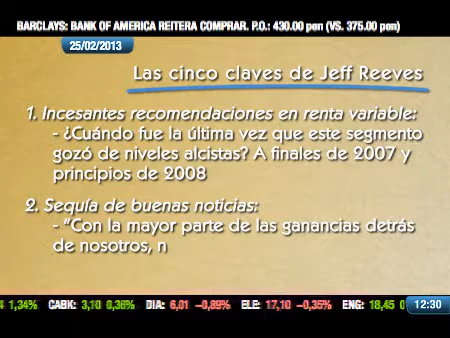 BARCLAYS: BANK OF AMERICA REITERA COMPRAR. P.O.: 430.00 pen (VS. 375.00 pen)
25/02/2013
Las cinco claves de Jeff Reeves
1. Incesantes recomendaciones en renta variable:
- ¿Cuándo fue la última vez que este segmento
gozó de niveles alcistas? A finales de 2007 y
principios de 2008
2. Sequía de buenas noticias:
- "Con la mayor parte de las ganancias detrás
de nosotros, n
4 1,34% CABK: 3,10 0,36% DIA: 6,01 -0,89% ELE: 17,10 -0,35% ENG: 18,45 0 12:30